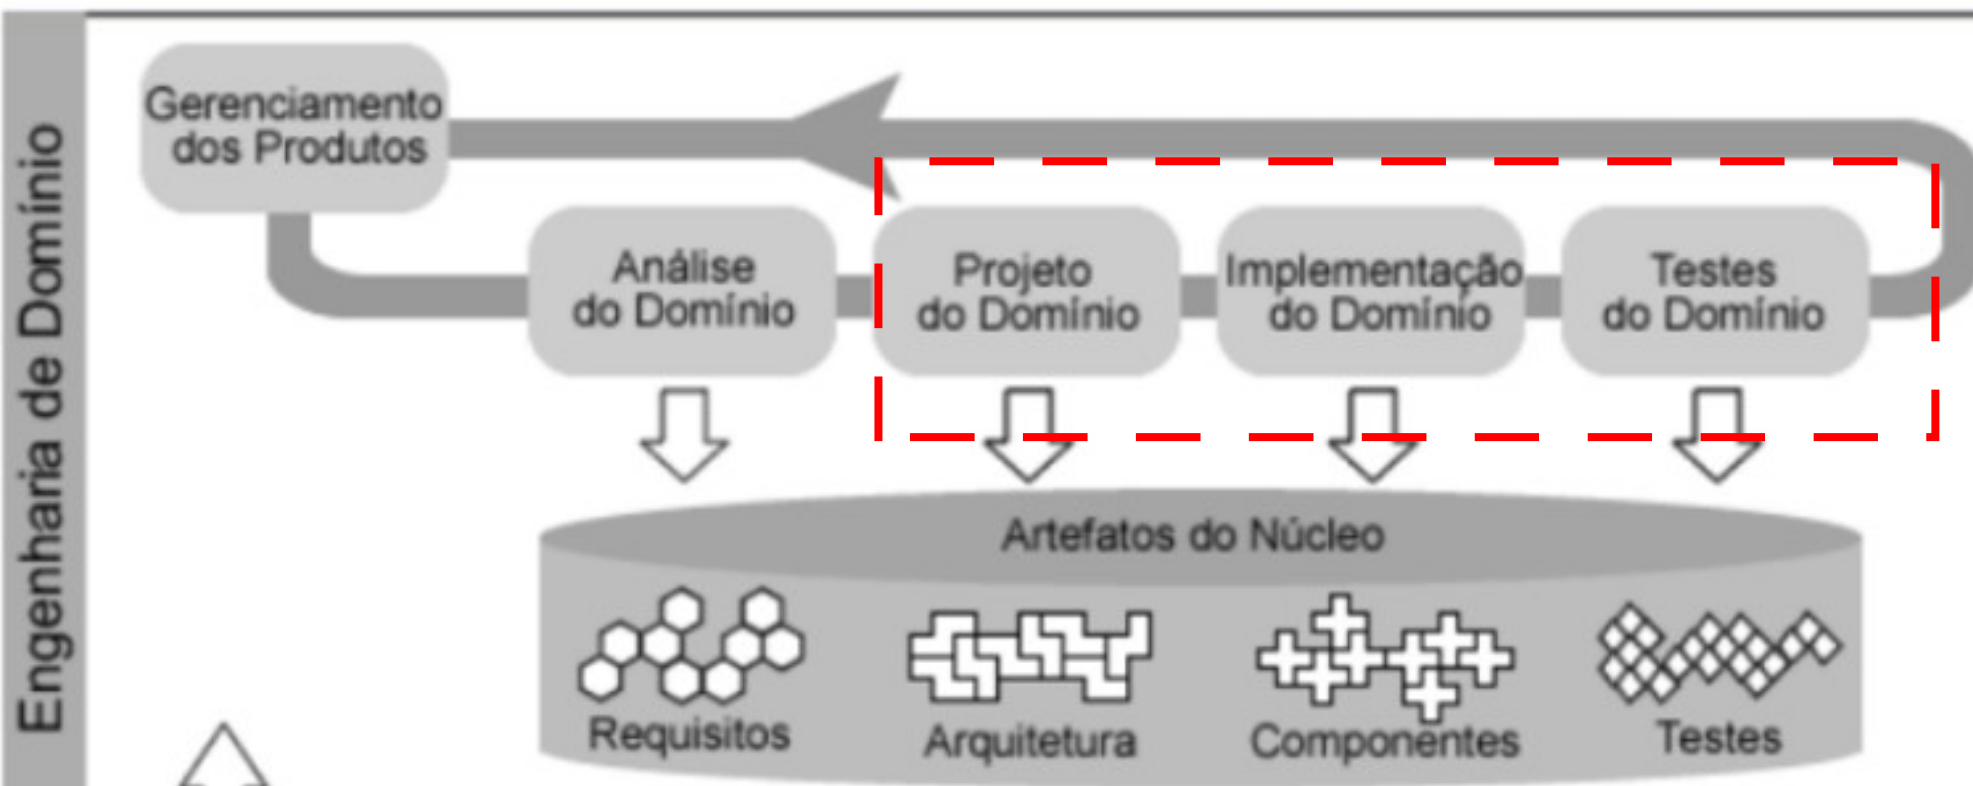 Engenharia de Domínio
Gerenciamento
dos Produtos
Análise
do Domínio
Projeto
do Domínio
Implementação
do Domínio
Testes
do Domínio
Artefatos do Núcleo
Requisitos
Arquitetura
Componentes
Testes